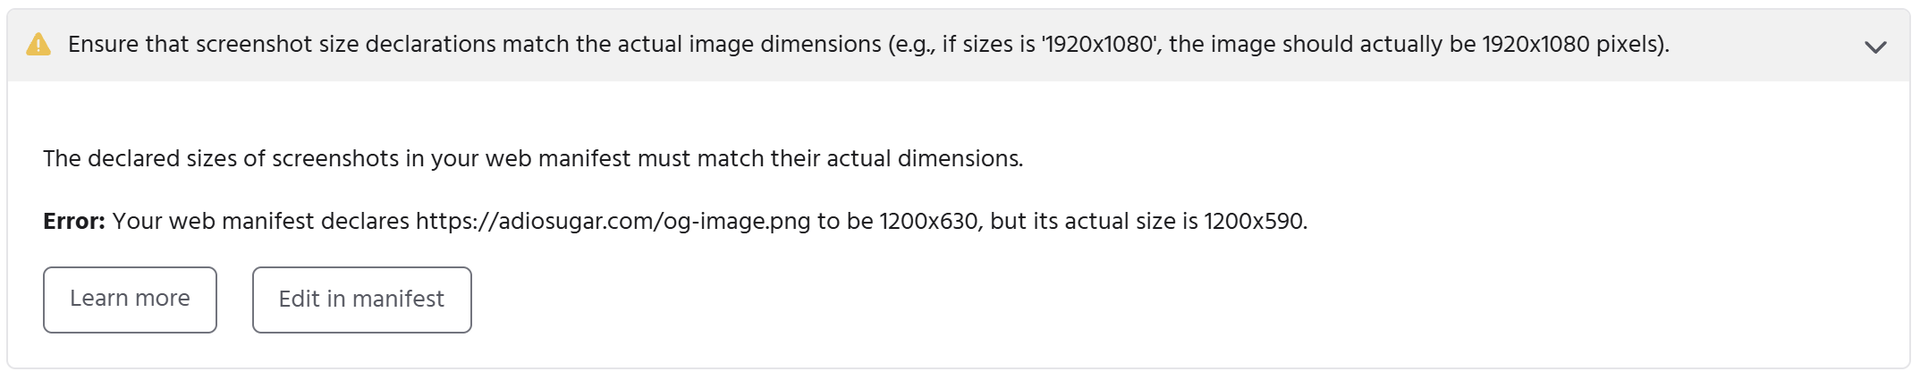 Ensure that screenshot size declarations match the actual image dimensions (e.g., if sizes is '1920x1080', the image should actually be 1920x1080 pixels).
The declared sizes of screenshots in your web manifest must match their actual dimensions.
Error: Your web manifest declares https://adiosugar.com/og-image.png to be 1200x630, but its actual size is 1200x590.
Learn more
Edit in manifest